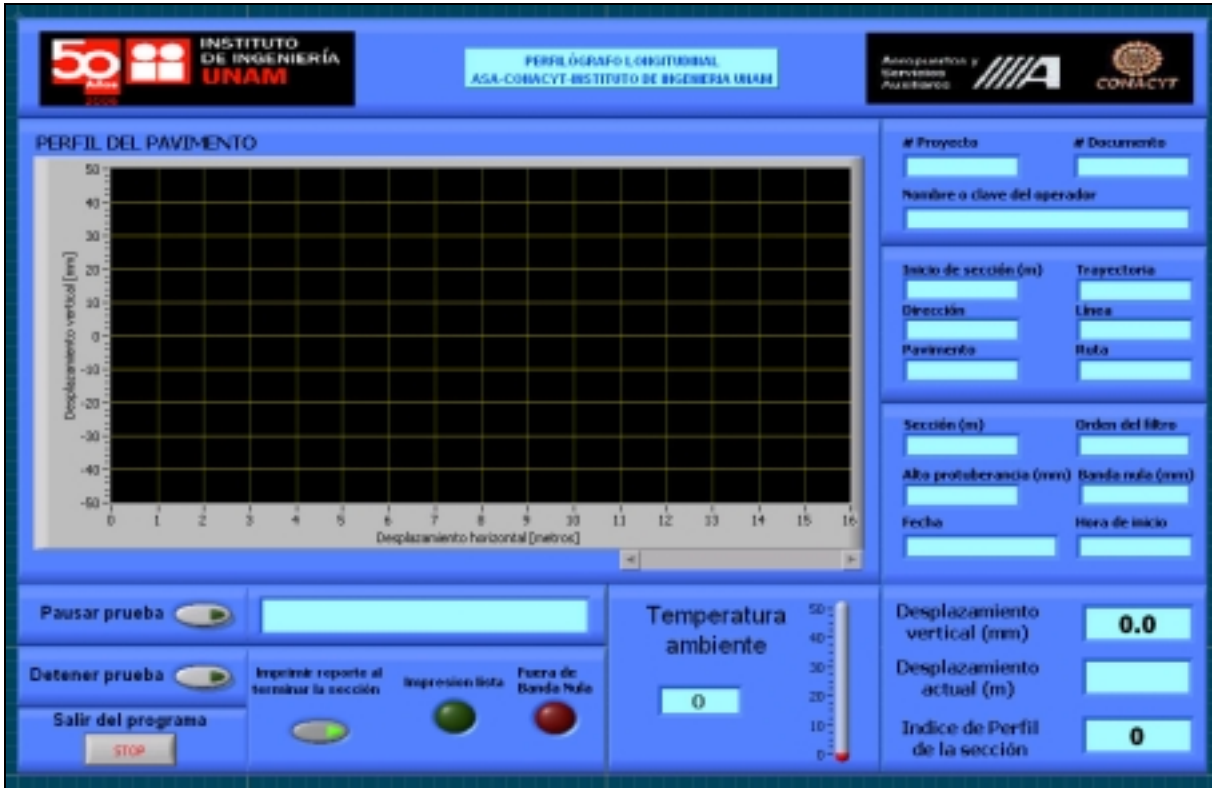 50
Años
INSTITUTO
DE INGENIERÍA
UNAM
PERFILÓGRAFO LONGITUDINAL
ASA-CONACYT-INSTITUTO DE INGENIERIA UNAM
Aeropuertos y
Servicios
Auxiliares
CONACYT
PERFIL DEL PAVIMENTO
Desplazamiento vertical [mm]
50
40
30
20
10
0
-10
-20
-30
-40
-50
0 1 2 3 4 5 6 7 8 9 10 11 12 13 14 15 16
Desplazamiento horizontal [metros]
# Proyecto
# Documento
Nombre o clave del operador
Inicio de sección (m)
Trayectoria
Dirección
Línea
Pavimento
Ruta
Sección (m)
Orden del filtro
Alto protuberancia (mm)
Banda nula (mm)
Fecha
Hora de inicio
Pausar prueba
Detener prueba
Salir del programa
STOP
Imprimir reporte al
terminar la sección
Impresion lista
Fuera de
Banda Nula
Temperatura
ambiente
0
50
40
30
20
10
0
Desplazamiento
vertical (mm)
0.0
Desplazamiento
actual (m)
Indice de Perfil
de la sección
0